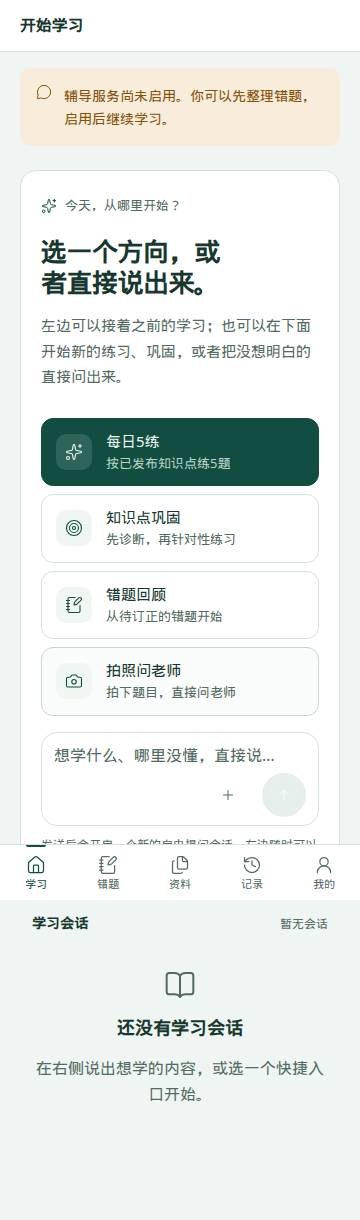 开始学习
辅导服务尚未启用。你可以先整理错题，
启用后继续学习。
今天，从哪里开始？
选一个方向，或
者直接说出来。
左边可以接着之前的学习；也可以在下面
开始新的练习、巩固，或者把没想明白的
直接问出来。
每日5练
按已发布知识点练5题
知识点巩固
先诊断，再针对性练习
错题回顾
从待订正的错题开始
拍照问老师
拍下题目，直接问老师
想学什么、哪里没懂，直接说…
学习
错题
资料
记录
我的
学习会话
暂无会话
还没有学习会话
在右侧说出想学的内容，或选一个快捷入
口开始。